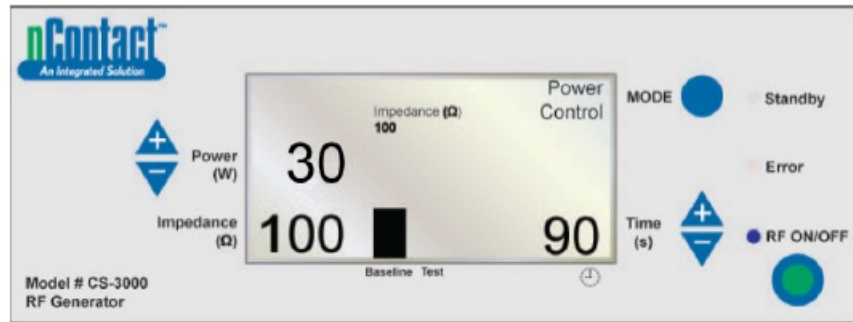 nContact™
An Integrated Solution
Power
Control
MODE
Standby
Impedance (Ω)
100
+
−
Power
(W)
30
Error
Impedance
(Ω)
100
90
Time
(s)
+
−
RF ON/OFF
Baseline Test
Model # CS-3000
RF Generator